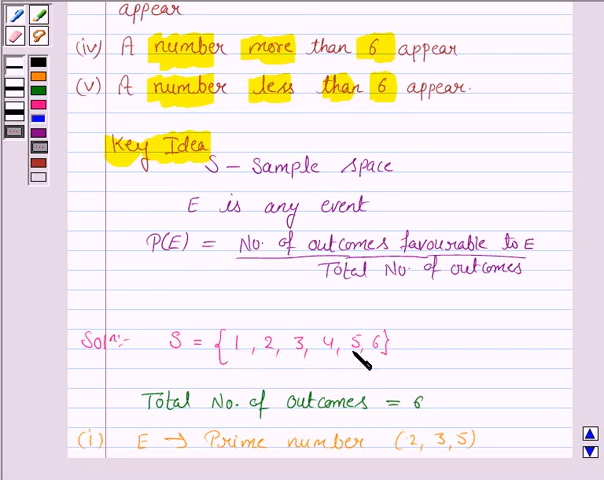 appear
(iv) A number more than 6 appear
(v) A number less than 6 appear.
Key Idea
S - Sample space
E is any event
P(E) = No. of outcomes favourable to E
Total No. of outcomes
Soln:- S = {1, 2, 3, 4, 5, 6}
Total No. of outcomes = 6
(i) E → Prime number (2, 3, 5)